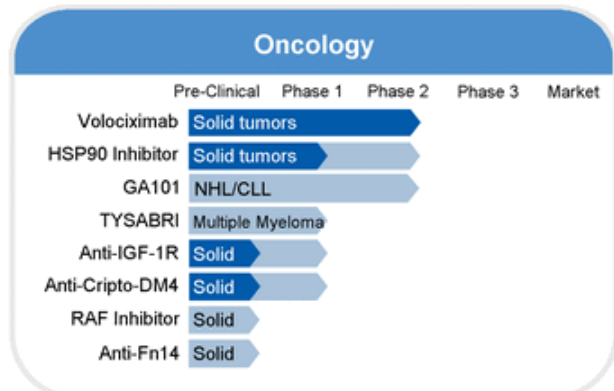 Oncology
Pre-Clinical Phase 1 Phase 2 Phase 3 Market
Volociximab Solid tumors
HSP90 Inhibitor Solid tumors
GA101 NHL/CLL
TYSABRI Multiple Myeloma
Anti-IGF-1R Solid
Anti-Cripto-DM4 Solid
RAF Inhibitor Solid
Anti-Fn14 Solid